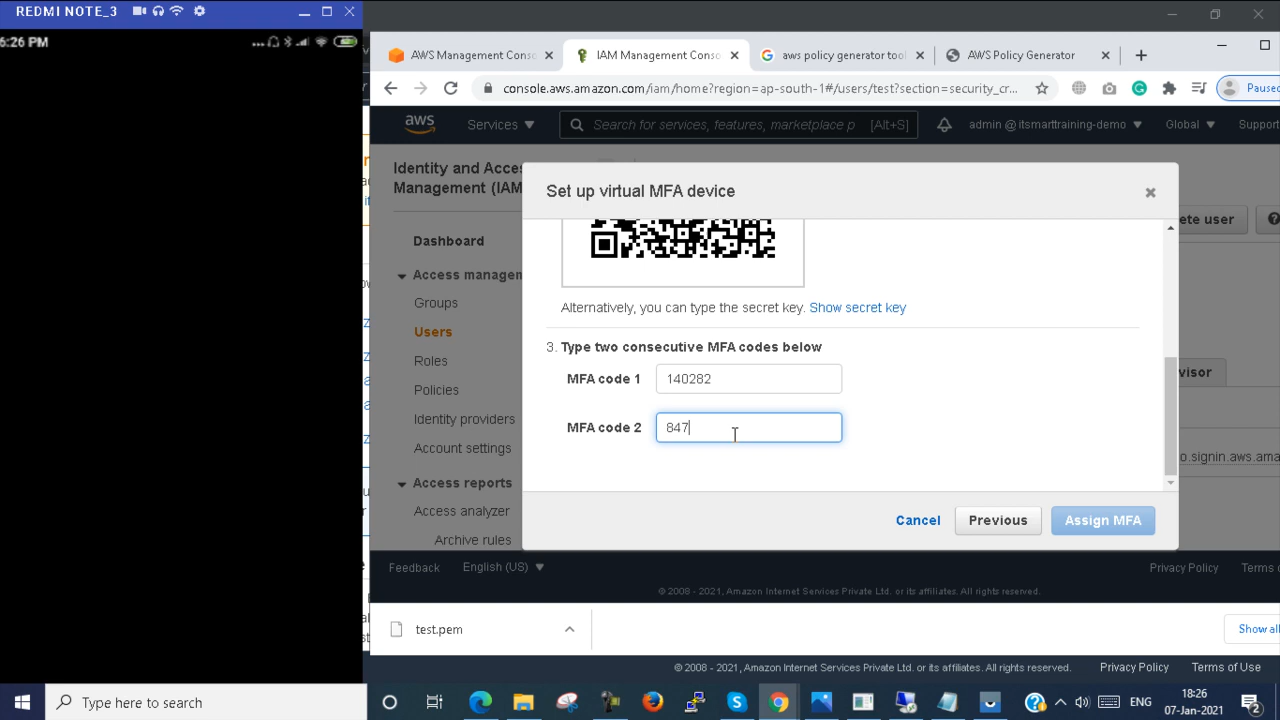 REDMI NOTE_3
6:26 PM
AWS Management Conso
IAM Management Conso
aws policy generator tool
AWS Policy Generator
console.aws.amazon.com/iam/home?region=ap-south-1#/users/test?section=security_cr...
Paused
aws
Services
Search for services, features, marketplace p [Alt+S]
admin @ itsmarttraining-demo
Global
Support
Identity and Acce
Management (IAM
Dashboard
Access managem
Groups
Users
Roles
Policies
Identity providers
Account settings
Access reports
Access analyzer
Archive rules
Set up virtual MFA device
ete user
Alternatively, you can type the secret key. Show secret key
3. Type two consecutive MFA codes below
MFA code 1 140282
MFA code 2 847
visor
o.signin.aws.ama
Cancel
Previous
Assign MFA
Feedback
English (US)
Privacy Policy
Terms o
© 2008 - 2021, Amazon Internet Services Private Ltd. or its affiliates. All rights reserved.
test.pem
Show all
© 2008 - 2021, Amazon Internet Services Private Ltd. or its affiliates. All rights reserved.
Privacy Policy
Terms of Use
Type here to search
ENG
18:26
07-Jan-2021
2